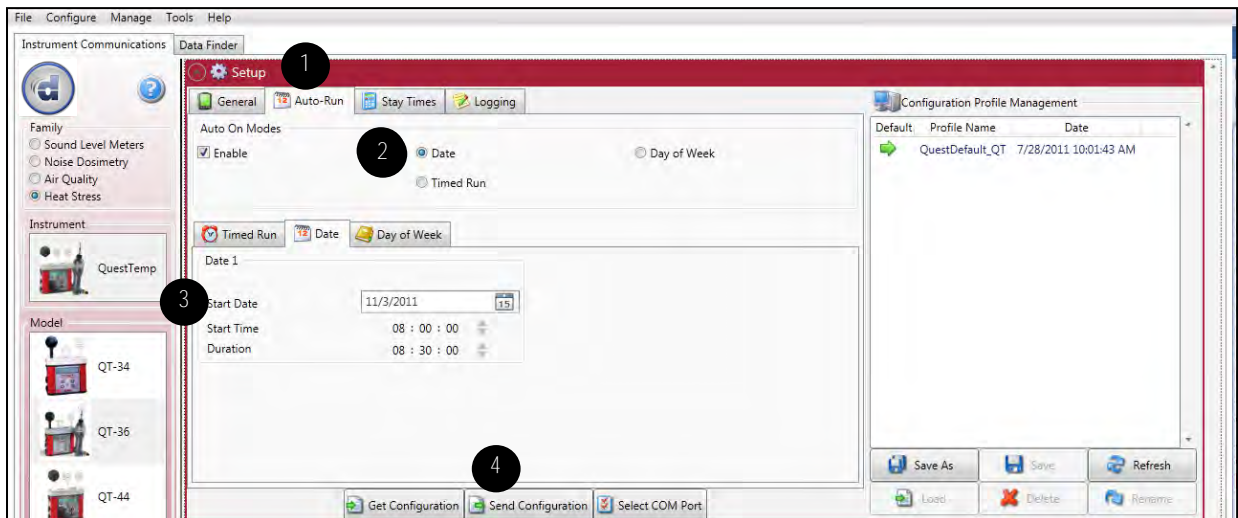 File Configure Manage Tools Help
Instrument Communications Data Finder
1
Setup
General Auto-Run Stay Times Logging
Auto On Modes
Enable
2
Date
Day of Week
Timed Run
Timed Run Date Day of Week
Date 1
3
Start Date 11/3/2011
Start Time 08 : 00 : 00
Duration 08 : 30 : 00
4
Get Configuration Send Configuration Select COM Port
Family
Sound Level Meters
Noise Dosimetry
Air Quality
Heat Stress
Instrument
QuestTemp
Model
QT-34
QT-36
QT-44
Configuration Profile Management
Default Profile Name Date
QuestDefault_QT 7/28/2011 10:01:43 AM
Save As Save Refresh
Load Delete Rename